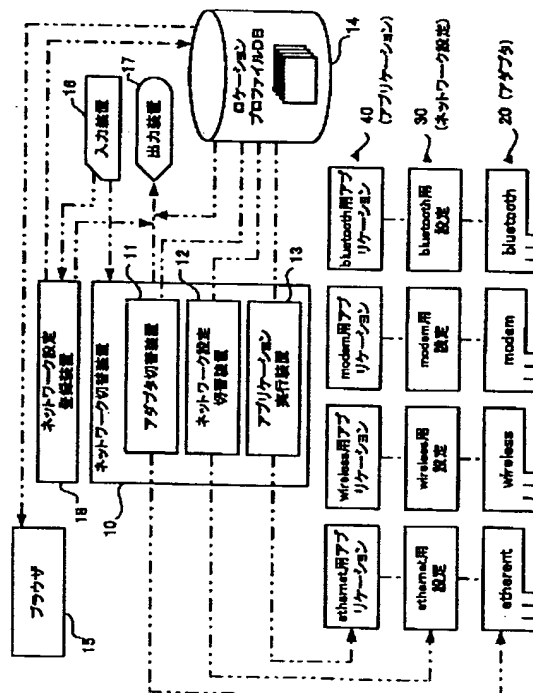 ブラウザ
15
ネットワーク設定
登録装置
18
入力装置
16
出力装置
17
ロケーション
プロファイルDB
14
ネットワーク切替装置
10
アダプタ切替装置
11
ネットワーク設定
切替装置
12
アプリケーション
実行装置
13
ethernet用アプ
リケーション
wireless用アプ
リケーション
modem用アプ
リケーション
bluetooth用アプ
リケーション
40
(アプリケーション)
ethernet用
設定
wireless用
設定
modem用
設定
bluetooth用
設定
30
(ネットワーク設定)
etherent
wireless
modem
bluetooth
20 (アダプタ)